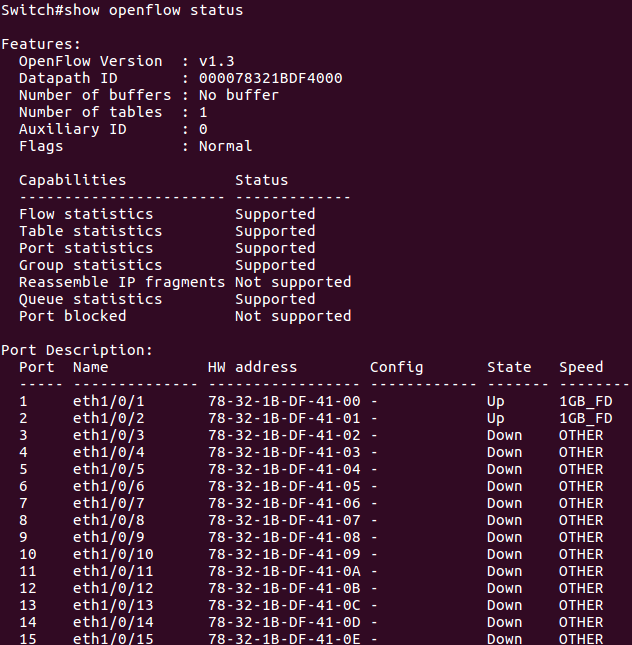 Switch#show openflow status
Features:
OpenFlow Version : v1.3
Datapath ID : 000078321BDF4000
Number of buffers : No buffer
Number of tables : 1
Auxiliary ID : 0
Flags : Normal
Capabilities Status
----------------------- -------------
Flow statistics Supported
Table statistics Supported
Port statistics Supported
Group statistics Supported
Reassemble IP fragments Not supported
Queue statistics Supported
Port blocked Not supported
Port Description:
Port Name HW address Config State Speed
----- -------------- ----------------- ------------ ------- --------
1 eth1/0/1 78-32-1B-DF-41-00 - Up 1GB_FD
2 eth1/0/2 78-32-1B-DF-41-01 - Up 1GB_FD
3 eth1/0/3 78-32-1B-DF-41-02 - Down OTHER
4 eth1/0/4 78-32-1B-DF-41-03 - Down OTHER
5 eth1/0/5 78-32-1B-DF-41-04 - Down OTHER
6 eth1/0/6 78-32-1B-DF-41-05 - Down OTHER
7 eth1/0/7 78-32-1B-DF-41-06 - Down OTHER
8 eth1/0/8 78-32-1B-DF-41-07 - Down OTHER
9 eth1/0/9 78-32-1B-DF-41-08 - Down OTHER
10 eth1/0/10 78-32-1B-DF-41-09 - Down OTHER
11 eth1/0/11 78-32-1B-DF-41-0A - Down OTHER
12 eth1/0/12 78-32-1B-DF-41-0B - Down OTHER
13 eth1/0/13 78-32-1B-DF-41-0C - Down OTHER
14 eth1/0/14 78-32-1B-DF-41-0D - Down OTHER
15 eth1/0/15 78-32-1B-DF-41-0E - Down OTHER